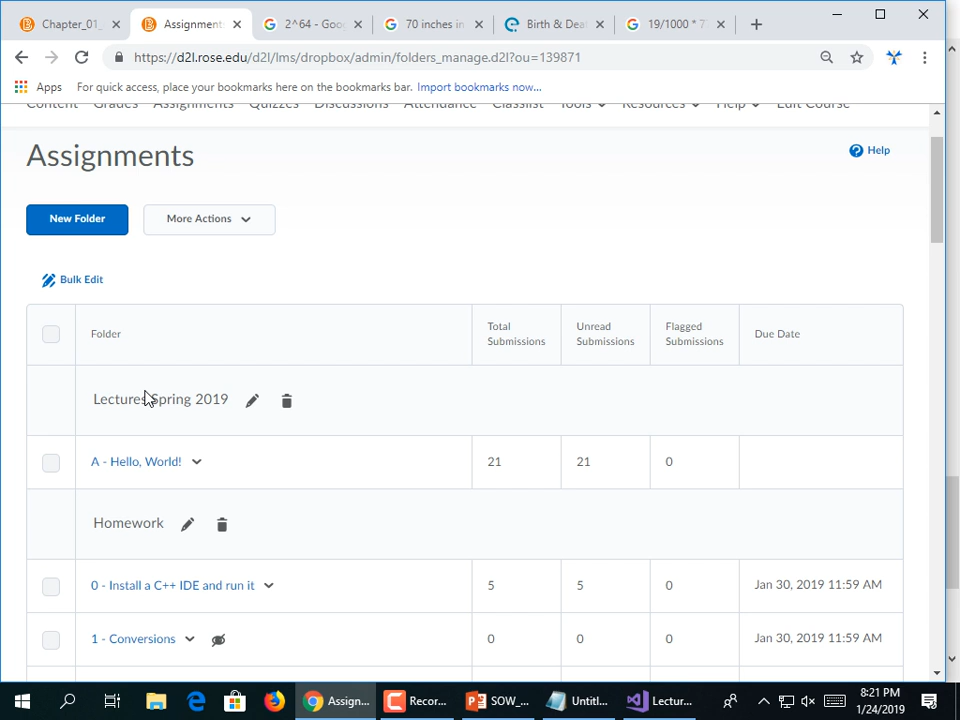 Chapter_01_
Assignment
2^64 - Goo
70 inches in
Birth & Dea
19/1000 * 7
https://d2l.rose.edu/d2l/lms/dropbox/admin/folders_manage.d2l?ou=139871
Apps For quick access, place your bookmarks here on the bookmarks bar. Import bookmarks now...
Content Grades Assignments Quizzes Discussions Attendance Classlist Tools Resources Help Edit Course
Assignments
Help
New Folder
More Actions
Bulk Edit
Folder
Total
Submissions
Unread
Submissions
Flagged
Submissions
Due Date
Lectures Spring 2019
A - Hello, World! 21 21 0
Homework
0 - Install a C++ IDE and run it 5 5 0 Jan 30, 2019 11:59 AM
1 - Conversions 0 0 0 Jan 30, 2019 11:59 AM
Assign...
Recor...
SOW_...
Untitl...
Lectur...
8:21 PM
1/24/2019